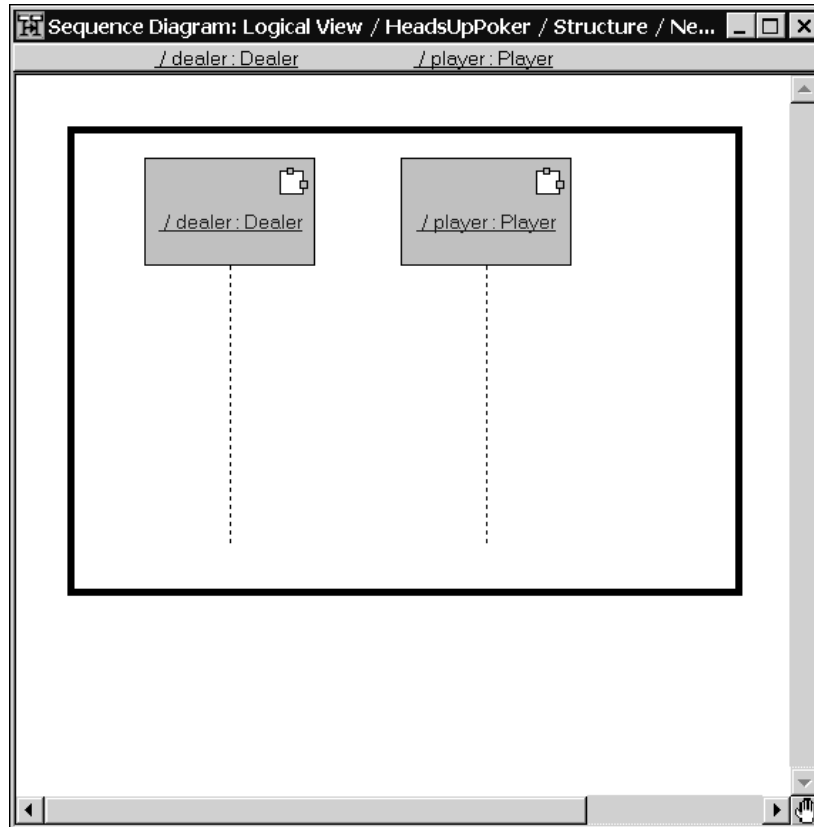 Sequence Diagram: Logical View / HeadsUpPoker / Structure / Ne...
/ dealer : Dealer / player : Player
/ dealer : Dealer / player : Player